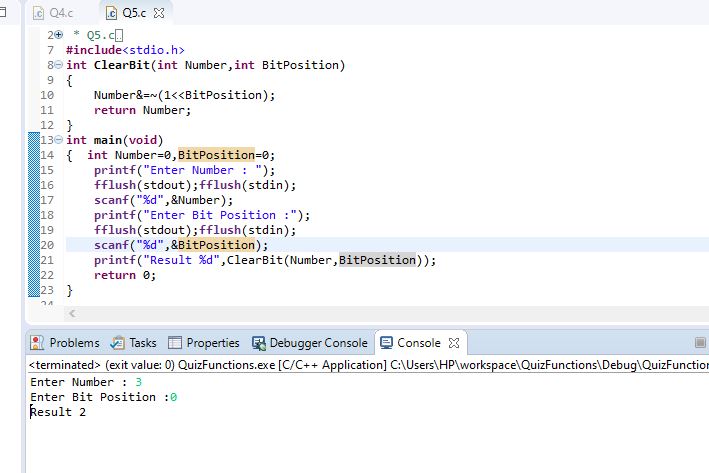 Q4.c Q5.c
2 * Q5.c
7 #include<stdio.h>
8 int ClearBit(int Number,int BitPosition)
9 {
10 Number&=~(1<<BitPosition);
11 return Number;
12 }
13 int main(void)
14 { int Number=0,BitPosition=0;
15 printf("Enter Number : ");
16 fflush(stdout);fflush(stdin);
17 scanf("%d",&Number);
18 printf("Enter Bit Position :");
19 fflush(stdout);fflush(stdin);
20 scanf("%d",&BitPosition);
21 printf("Result %d",ClearBit(Number,BitPosition));
22 return 0;
23 }
24
Problems Tasks Properties Debugger Console Console
<terminated> (exit value: 0) QuizFunctions.exe [C/C++ Application] C:\Users\HP\workspace\QuizFunctions\Debug\QuizFunction
Enter Number : 3
Enter Bit Position :0
Result 2